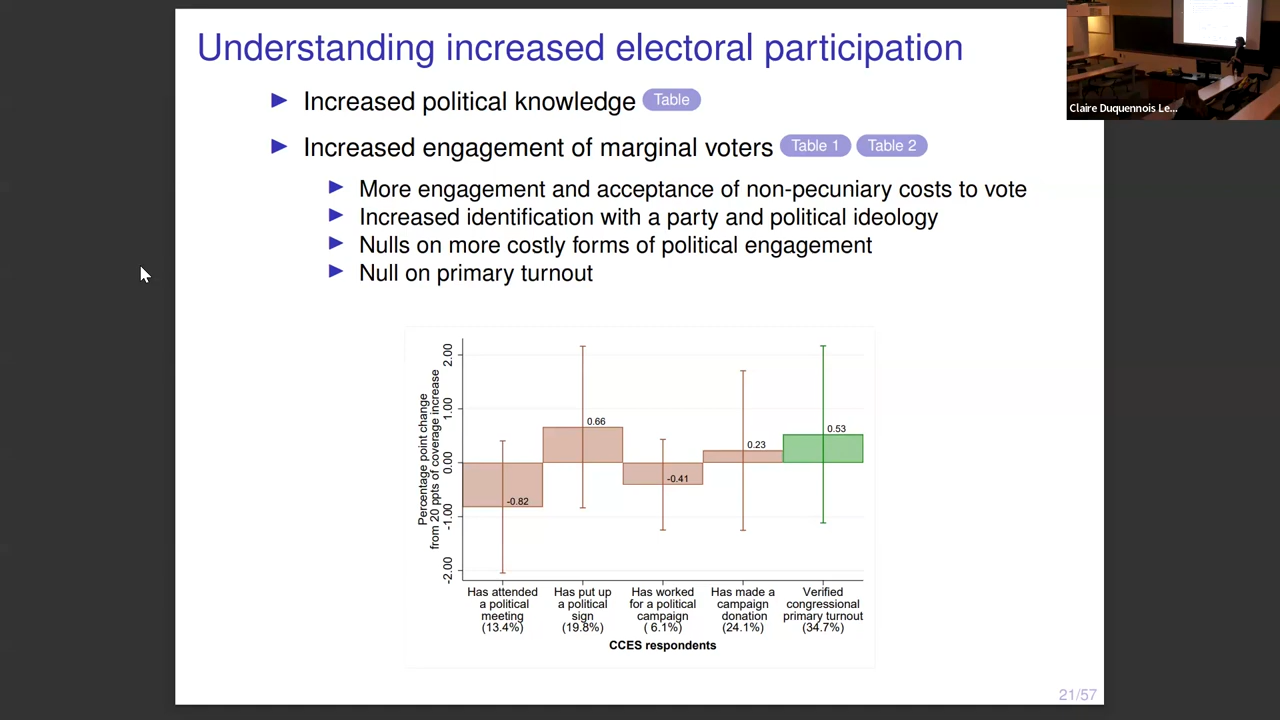 Understanding increased electoral participation
Claire Duquennois Le...
Increased political knowledge Table
Increased engagement of marginal voters Table 1 Table 2
More engagement and acceptance of non-pecuniary costs to vote
Increased identification with a party and political ideology
Nulls on more costly forms of political engagement
Null on primary turnout
Percentage point change
from 20 ppts of coverage increase
2.00
1.00
0.00
-1.00
-2.00
-0.82
0.66
-0.41
0.23
0.53
Has attended
a political
meeting
(13.4%)
Has put up
a political
sign
(19.8%)
Has worked
for a political
campaign
( 6.1%)
Has made a
campaign
donation
(24.1%)
Verified
congressional
primary turnout
(34.7%)
CCES respondents
21/57